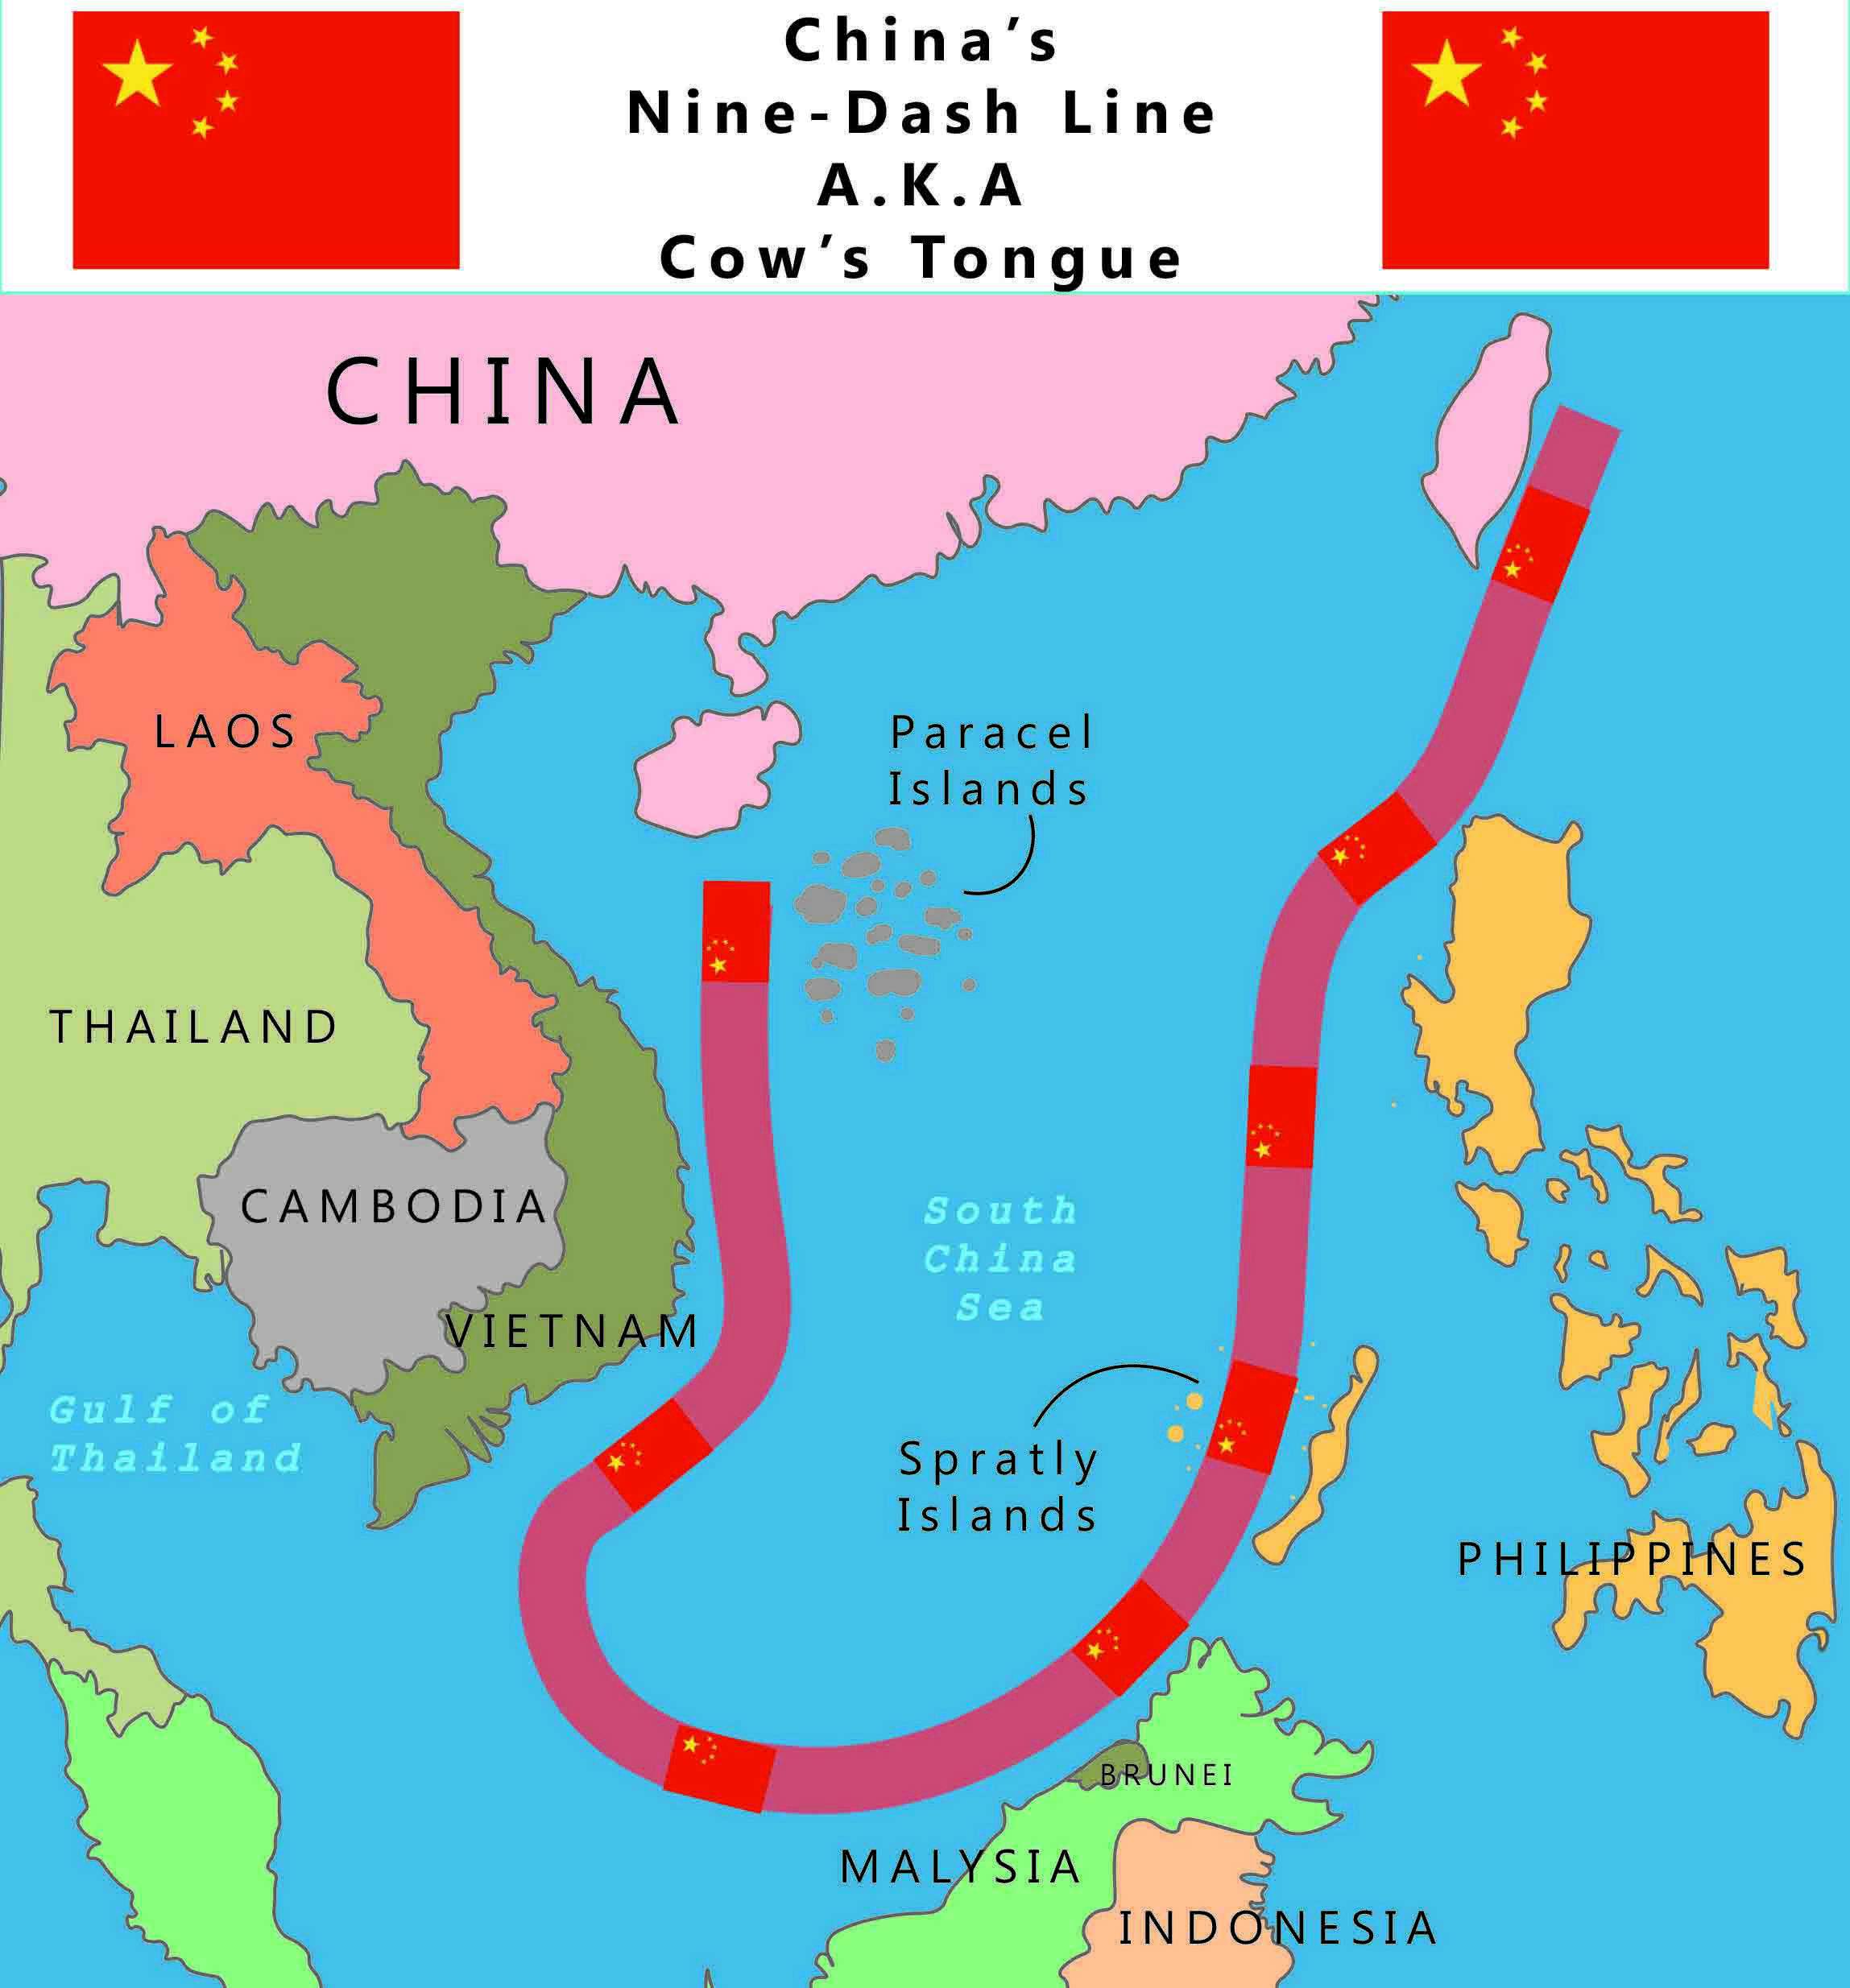 China's
Nine-Dash Line
A.K.A
Cow's Tongue
CHINA
LAOS
Paracel
Islands
THAILAND
CAMBODIA
South
China
Sea
VIETNAM
Gulf of
Thailand
Spratly
Islands
PHILIPPINES
BRUNEI
MALYSIA
INDONESIA